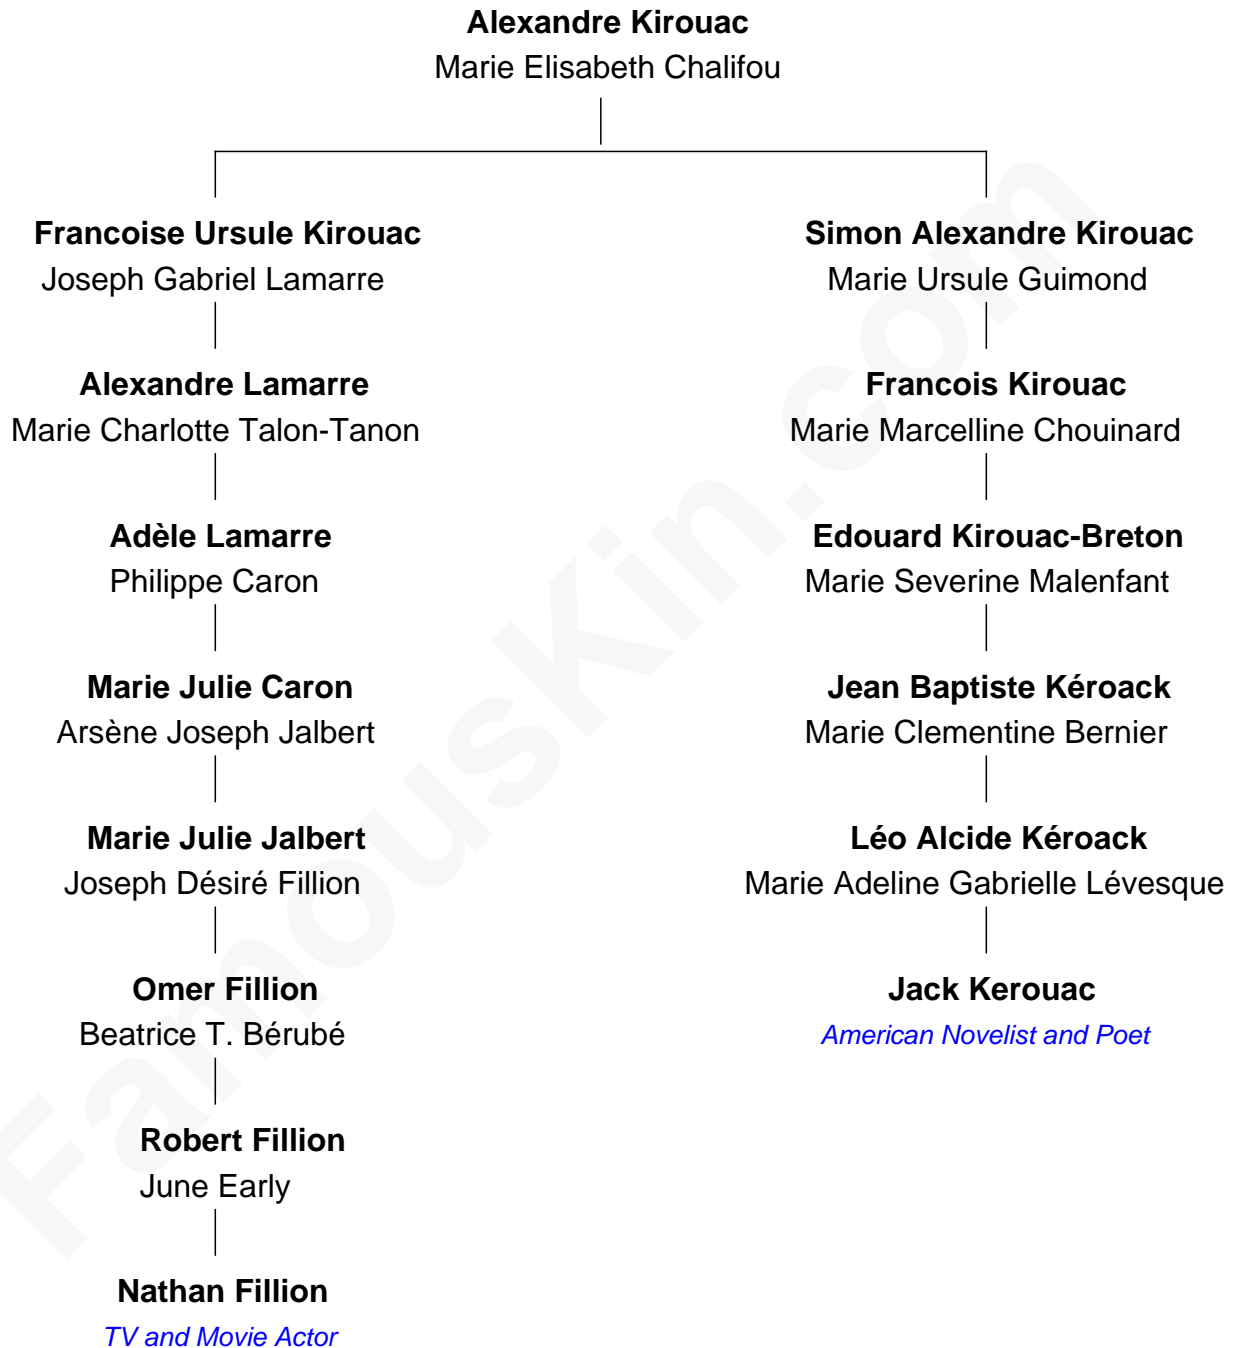 Alexandre Kirouac
Marie Elisabeth Chalifou
Francoise Ursule Kirouac
Joseph Gabriel Lamarre
Simon Alexandre Kirouac
Marie Ursule Guimond
Alexandre Lamarre
Marie Charlotte Talon-Tanon
Francois Kirouac
Marie Marcelline Chouinard
Adèle Lamarre
Philippe Caron
Edouard Kirouac-Breton
Marie Severine Malenfant
Marie Julie Caron
Arsène Joseph Jalbert
Jean Baptiste Kéroack
Marie Clementine Bernier
Marie Julie Jalbert
Joseph Désiré Fillion
Léo Alcide Kéroack
Marie Adeline Gabrielle Lévesque
Omer Fillion
Beatrice T. Bérubé
Jack Kerouac
American Novelist and Poet
Robert Fillion
June Early
Nathan Fillion
TV and Movie Actor
FamousKin.com